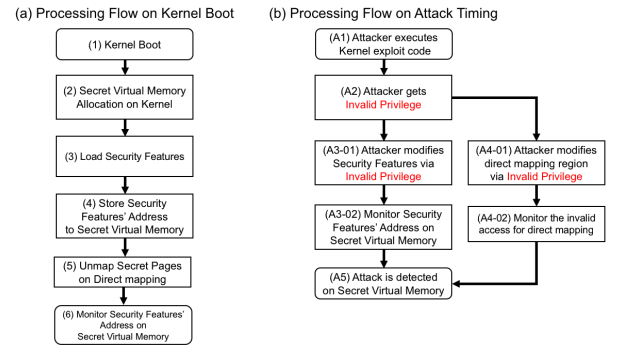 (a) Processing Flow on Kernel Boot
(1) Kernel Boot
(2) Secret Virtual Memory
Allocation on Kernel
(3) Load Security Features
(4) Store Security
Features' Address
to Secret Virtual Memory
(5) Unmap Secret Pages
on Direct mapping
(6) Monitor Security Features'
Address on
Secret Virtual Memory
(b) Processing Flow on Attack Timing
(A1) Attacker executes
Kernel exploit code
(A2) Attacker gets
Invalid Privilege
(A3-01) Attacker modifies
Security Features via
Invalid Privilege
(A3-02) Monitor Security
Features' Address on
Secret Virtual Memory
(A4-01) Attacker modifies
direct mapping region
via Invalid Privilege
(A4-02) Monitor the invalid
access for direct mapping
(A5) Attack is detected
on Secret Virtual Memory